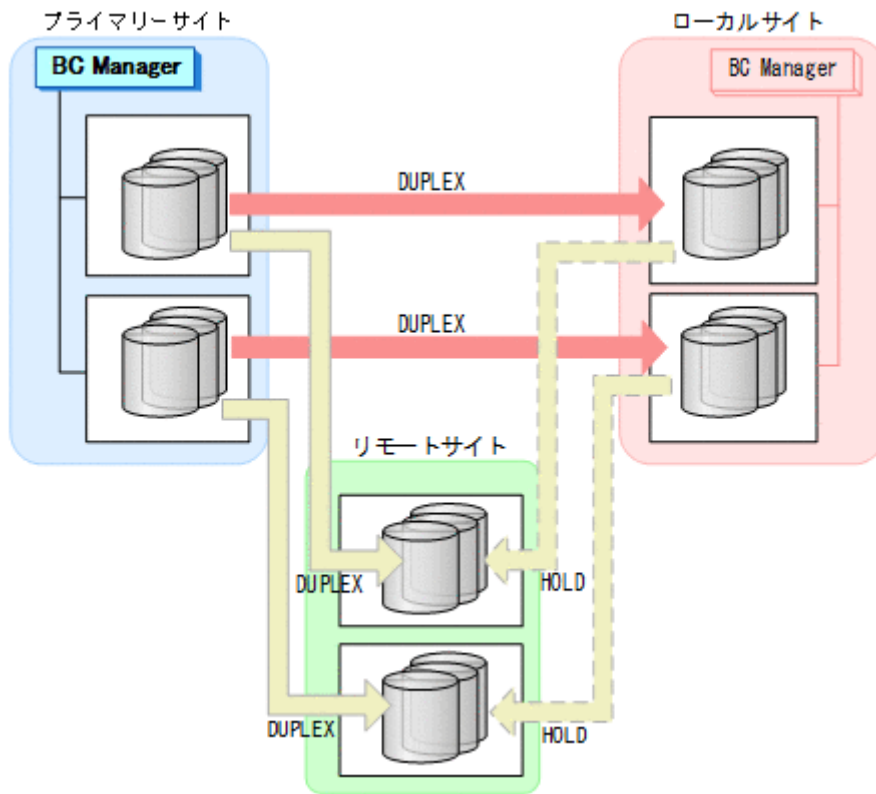 プライマリーサイト
ローカルサイト
BC Manager
BC Manager
DUPLEX
DUPLEX
リモートサイト
DUPLEX
HOLD
DUPLEX
HOLD